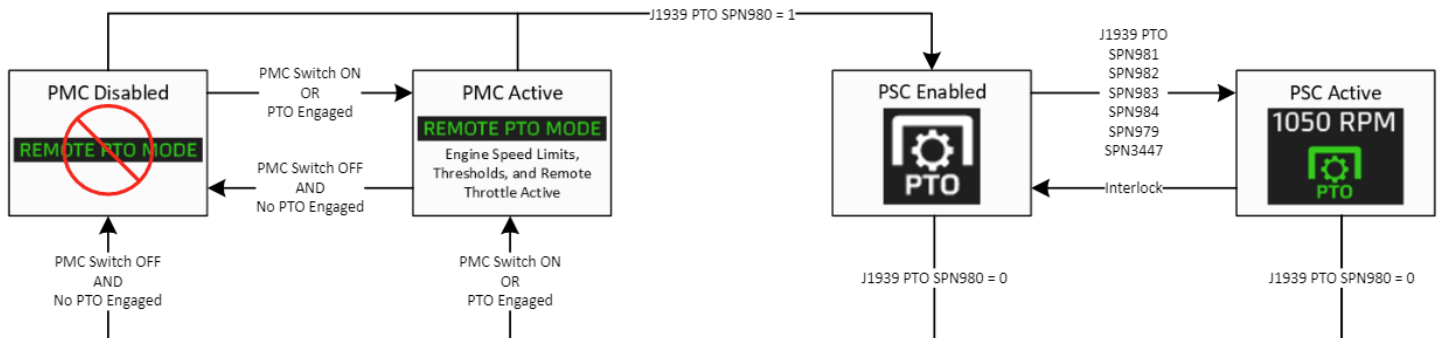 J1939 PTO SPN980 = 1
PMC Disabled
REMOTE PTO MODE
PMC Switch ON
OR
PTO Engaged
PMC Switch OFF
AND
No PTO Engaged
PMC Active
REMOTE PTO MODE
Engine Speed Limits,
Thresholds, and Remote
Throttle Active
PSC Enabled
PTO
J1939 PTO
SPN981
SPN982
SPN983
SPN984
SPN979
SPN3447
Interlock
PSC Active
1050 RPM
PTO
PMC Switch OFF
AND
No PTO Engaged
PMC Switch ON
OR
PTO Engaged
J1939 PTO SPN980 = 0
J1939 PTO SPN980 = 0